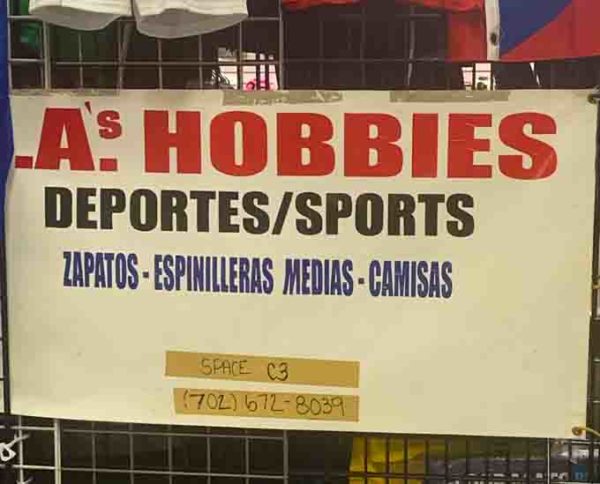 .A's. HOBBIES
DEPORTES/SPORTS
ZAPATOS - ESPINILLERAS MEDIAS - CAMISAS
SPACE C3
(702) 672-8039